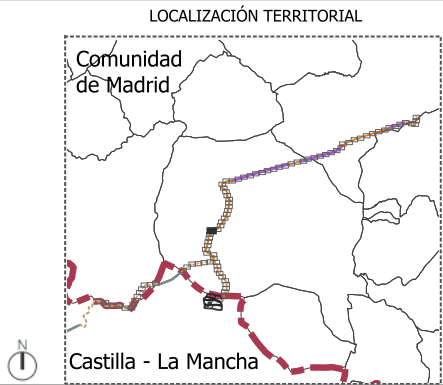 LOCALIZACIÓN TERRITORIAL
Comunidad
de Madrid
N
Castilla - La Mancha